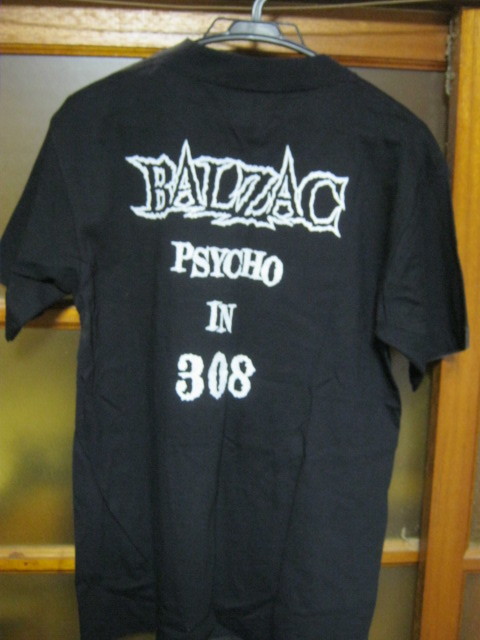 BALZAC
PSYCHO
IN
308